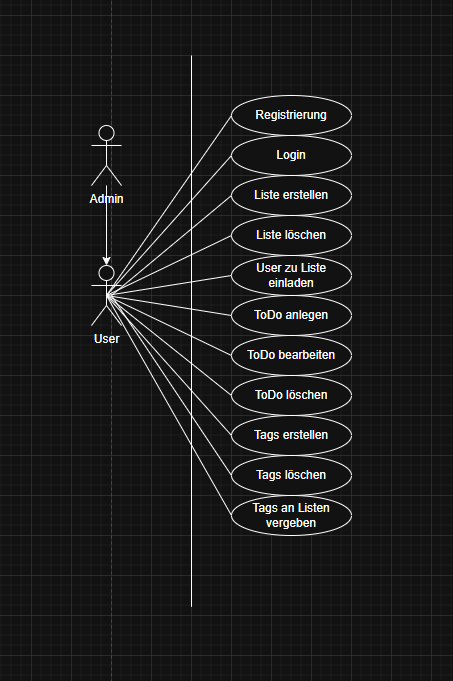 Registrierung
Login
Admin
Liste erstellen
Liste löschen
User zu Liste
einladen
ToDo anlegen
User
ToDo bearbeiten
ToDo löschen
Tags erstellen
Tags löschen
Tags an Listen
vergeben